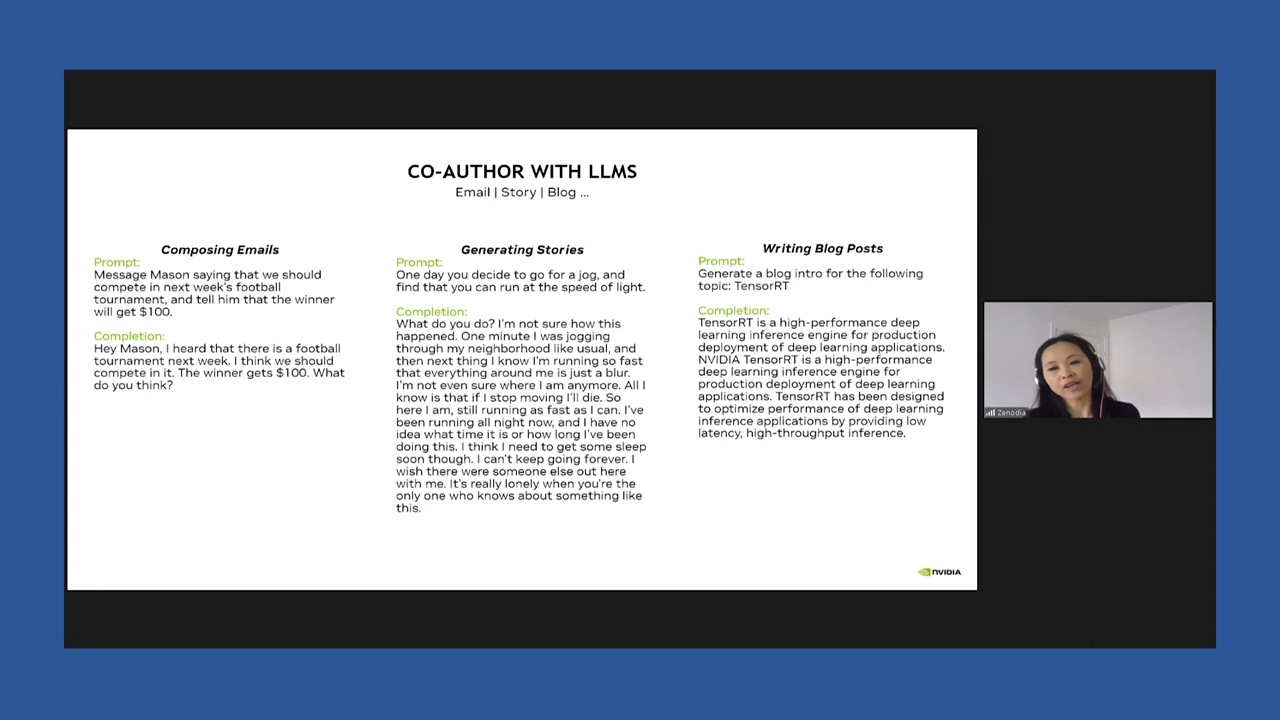 CO-AUTHOR WITH LLMS
Email | Story | Blog ...
Composing Emails
Prompt:
Message Mason saying that we should
compete in next week's football
tournament, and tell him that the winner
will get $100.
Completion:
Hey Mason, I heard that there is a football
tournament next week. I think we should
compete in it. The winner gets $100. What
do you think?
Generating Stories
Prompt:
One day you decide to go for a jog, and
find that you can run at the speed of light.
Completion:
What do you do? I'm not sure how this
happened. One minute I was jogging
through my neighborhood like usual, and
then next thing I know I'm running so fast
that everything around me is just a blur.
I'm not even sure where I am anymore. All I
know is that if I stop moving I'll die. So
here I am, still running as fast as I can. I've
been running all night now, and I have no
idea what time it is or how long I've been
doing this. I think I need to get some sleep
soon though. I can't keep going forever. I
wish there were someone else out here
with me. It's really lonely when you're the
only one who knows about something like
this.
Writing Blog Posts
Prompt:
Generate a blog intro for the following
topic: TensorRT
Completion:
TensorRT is a high-performance deep
learning inference engine for production
deployment of deep learning applications.
NVIDIA TensorRT is a high-performance
deep learning inference engine for
production deployment of deep learning
applications. TensorRT has been designed
to optimize performance of deep learning
inference applications by providing low
latency, high-throughput inference.
NVIDIA
Zenodia